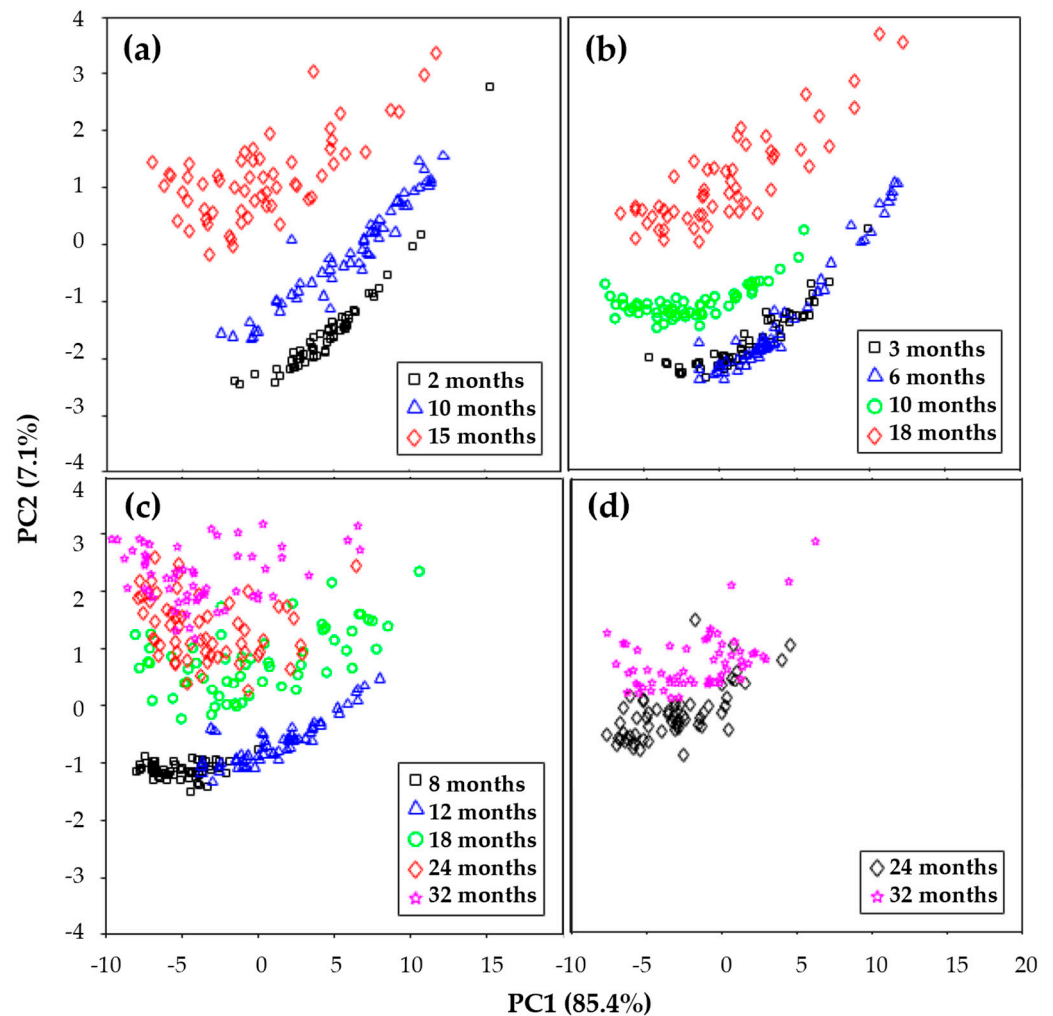 (a)
(b)
4
3
2
1
0
-1
-2
-3
-4
2 months
10 months
15 months
3 months
6 months
10 months
18 months
(c)
(d)
4
3
2
1
0
-1
-2
-3
-4
8 months
12 months
18 months
24 months
32 months
24 months
32 months
-10 -5 0 5 10 15 -10 -5 0 5 10 15 20
PC1 (85.4%)
PC2 (7.1%)